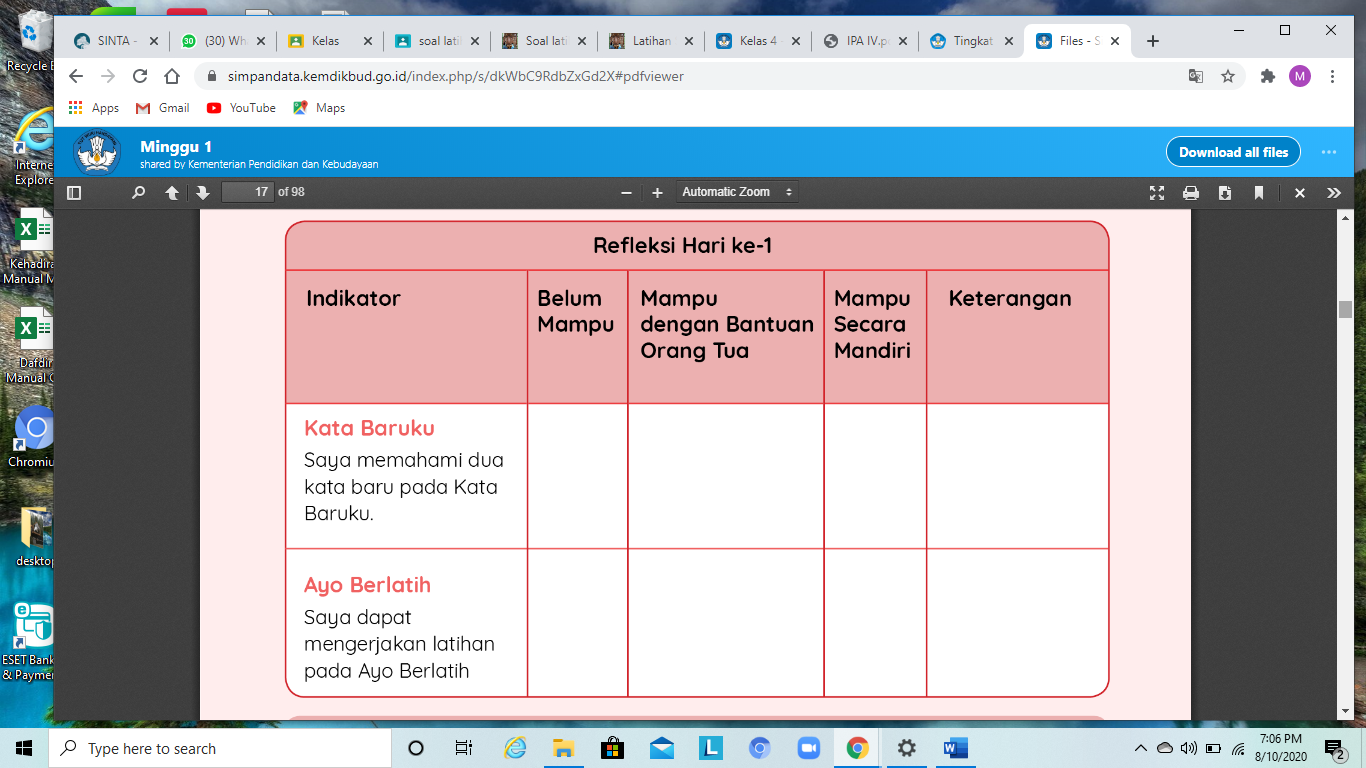 Recycle
SINTA -
(30) Wh
Kelas
soal lati
Soal lati
Latihan
Kelas 4 -
IPA IV.p
Tingkat
Files - S
simpandata.kemdikbud.go.id/index.php/s/dkWbC9RdbZxGd2X#pdfviewer
M
Apps
Gmail
YouTube
Maps
Minggu 1
shared by Kementerian Pendidikan dan Kebudayaan
Download all files
17 of 98
Automatic Zoom
Interne
Explore
Kehadira
Manual M
Dafdir
Manual
Chromiu
deskto
ESET Bank
& Payme
Refleksi Hari ke-1
Indikator
Belum
Mampu
Mampu
dengan Bantuan
Orang Tua
Mampu
Secara
Mandiri
Keterangan
Kata Baruku
Saya memahami dua
kata baru pada Kata
Baruku.
Ayo Berlatih
Saya dapat
mengerjakan latihan
pada Ayo Berlatih
Type here to search
7:06 PM
8/10/2020
2